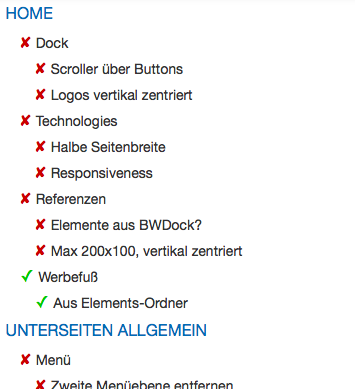 HOME
✘ Dock
✘ Scroller über Buttons
✘ Logos vertikal zentriert
✘ Technologies
✘ Halbe Seitenbreite
✘ Responsiveness
✘ Referenzen
✘ Elemente aus BWDock?
✘ Max 200x100, vertikal zentriert
✓ Werbefuß
✓ Aus Elements-Ordner
UNTERSEITEN ALLGEMEIN
✘ Menü
✘ Zweite Menüebene entfernen